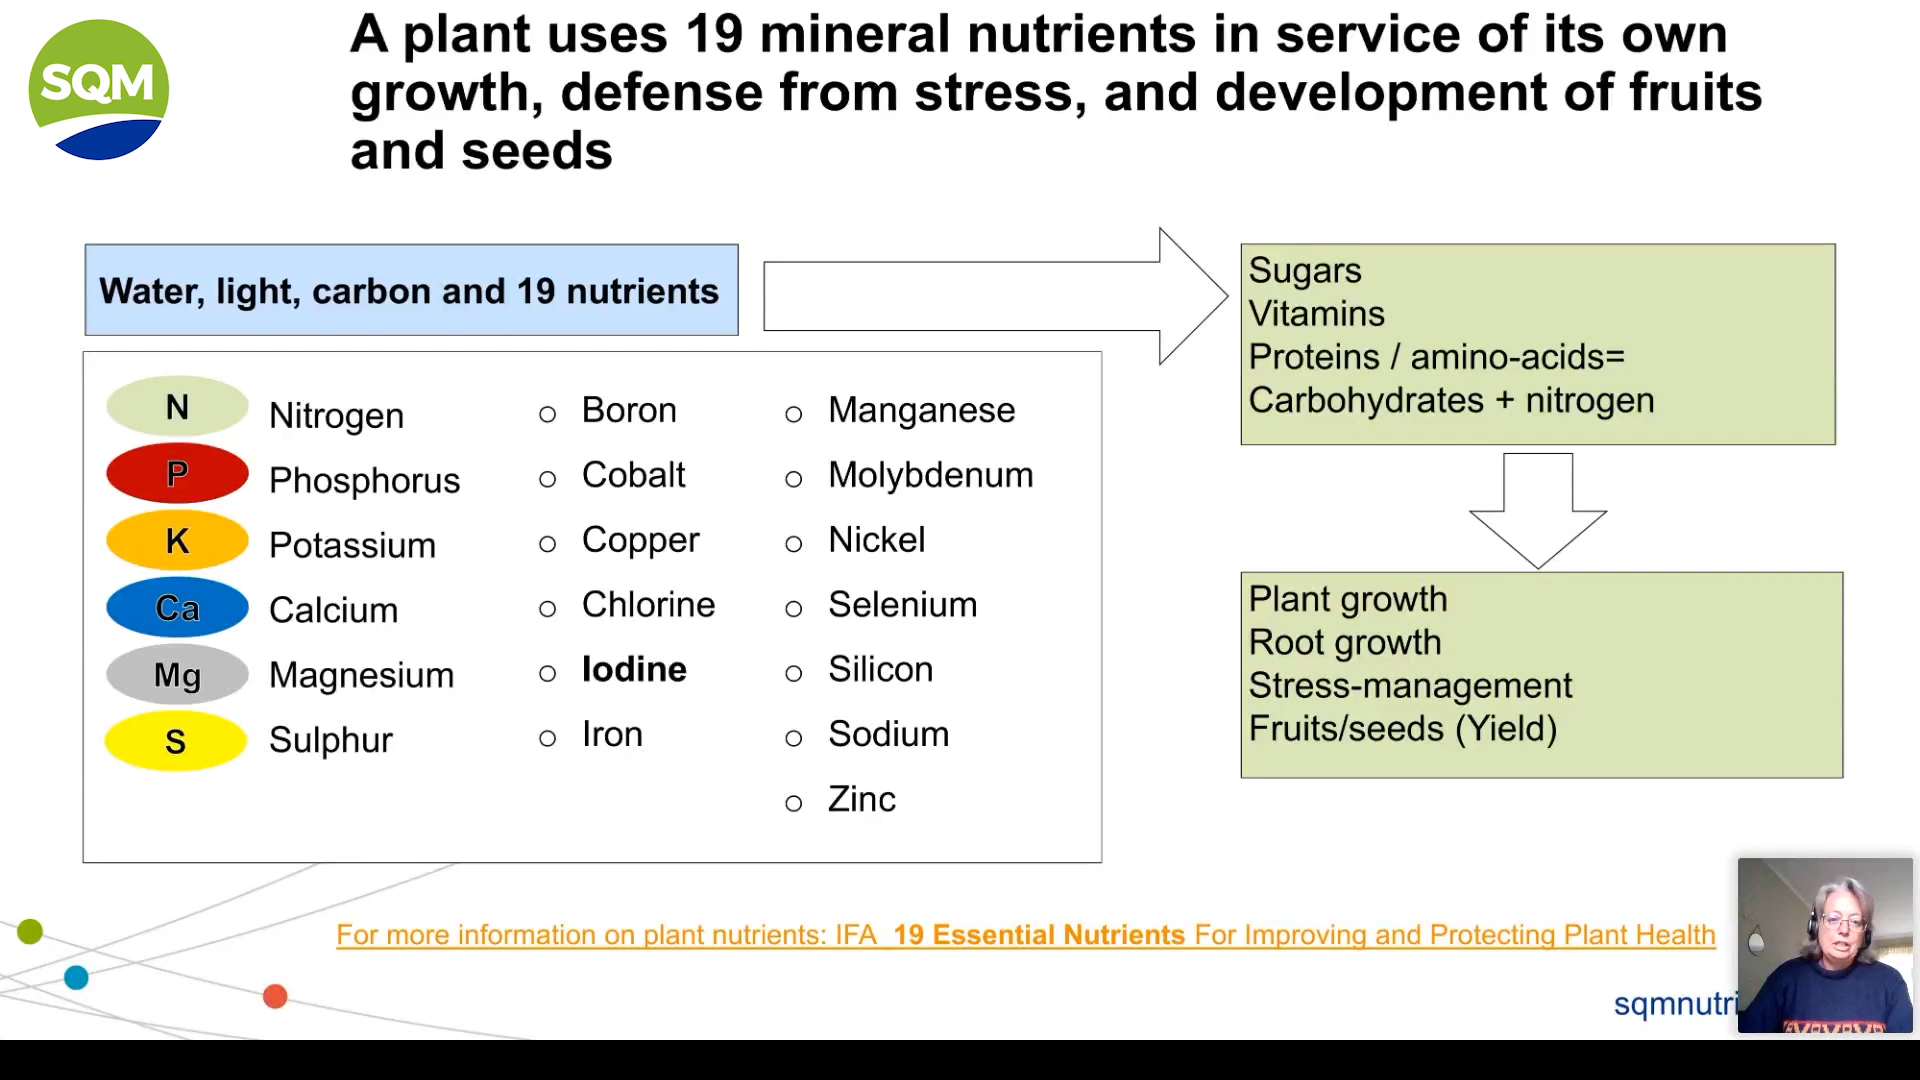 SQM
A plant uses 19 mineral nutrients in service of its own
growth, defense from stress, and development of fruits
and seeds
Water, light, carbon and 19 nutrients
N Nitrogen
P Phosphorus
K Potassium
Ca Calcium
Mg Magnesium
S Sulphur
○ Boron
○ Cobalt
○ Copper
○ Chlorine
○ Iodine
○ Iron
○ Manganese
○ Molybdenum
○ Nickel
○ Selenium
○ Silicon
○ Sodium
○ Zinc
Sugars
Vitamins
Proteins / amino-acids=
Carbohydrates + nitrogen
Plant growth
Root growth
Stress-management
Fruits/seeds (Yield)
For more information on plant nutrients: IFA 19 Essential Nutrients For Improving and Protecting Plant Health